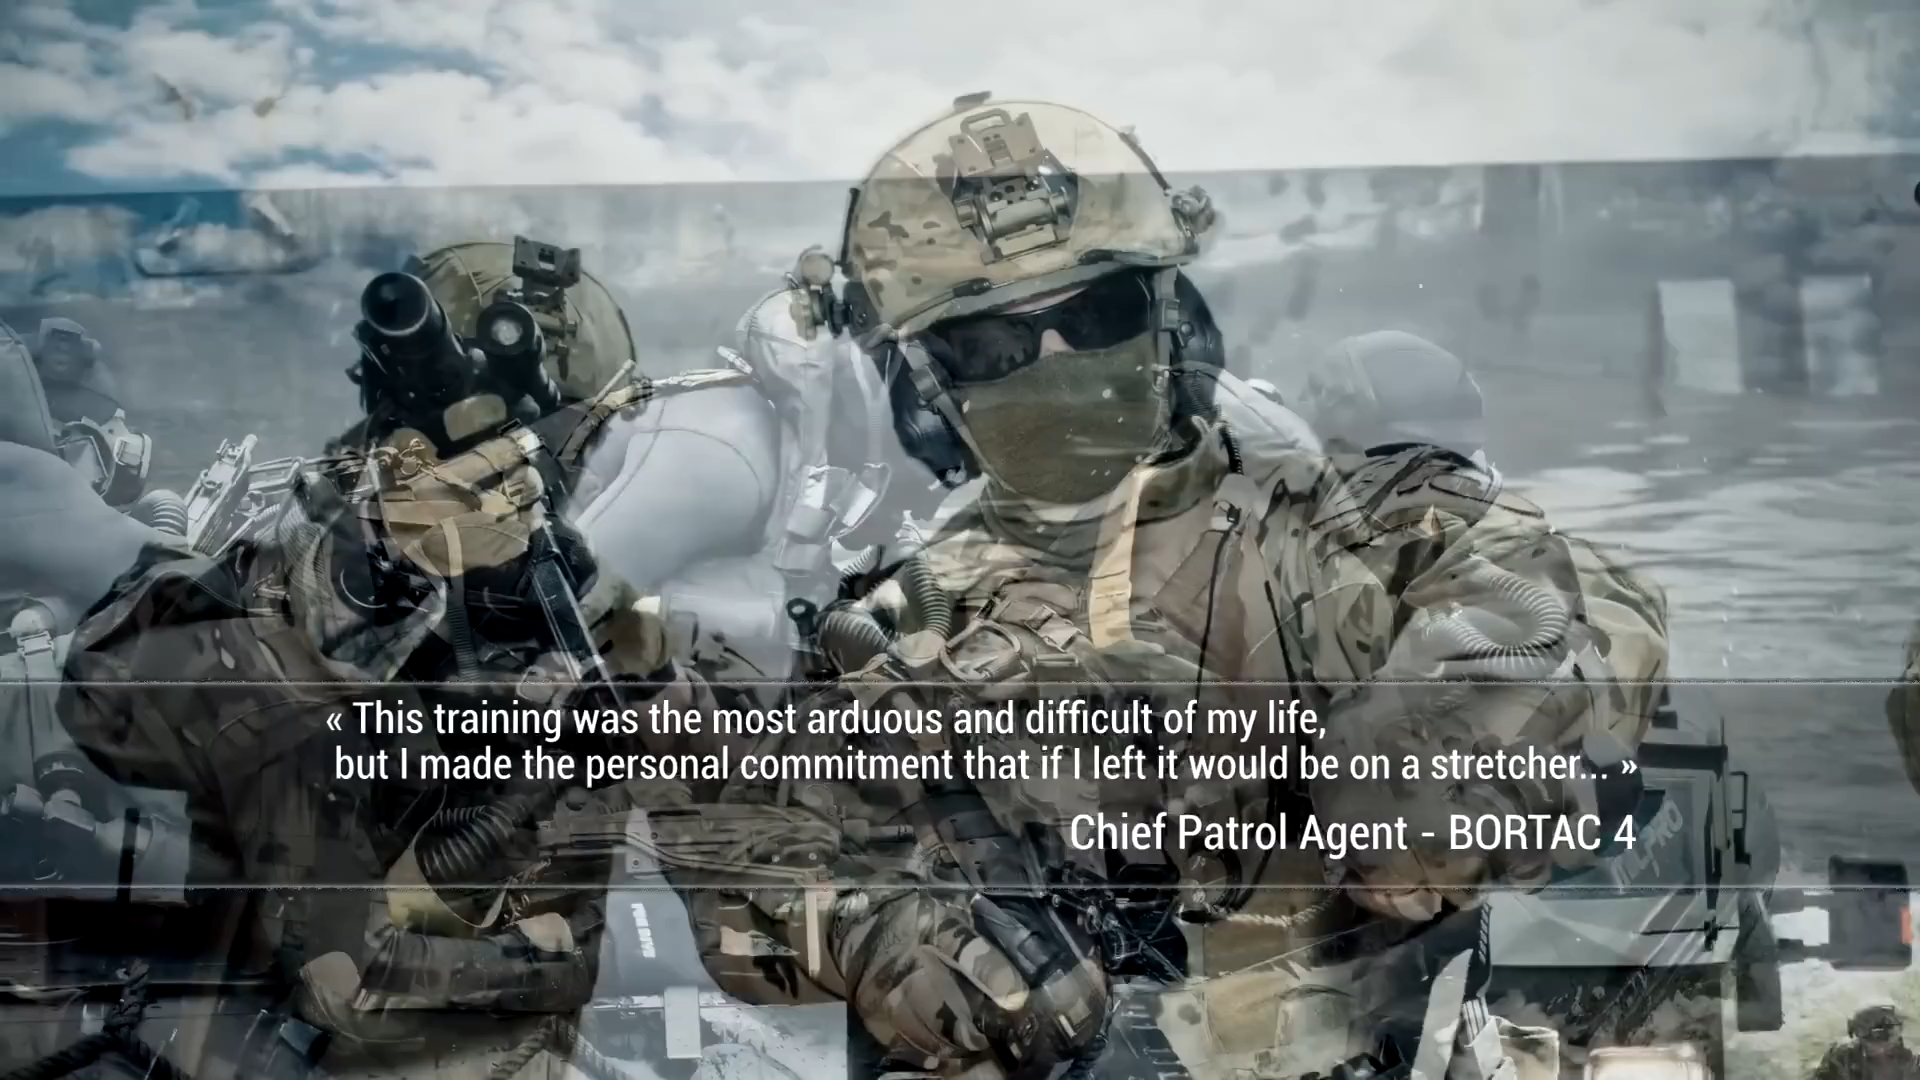 « This training was the most arduous and difficult of my life,
but I made the personal commitment that if I left it would be on a stretcher... »
Chief Patrol Agent - BORTAC 4